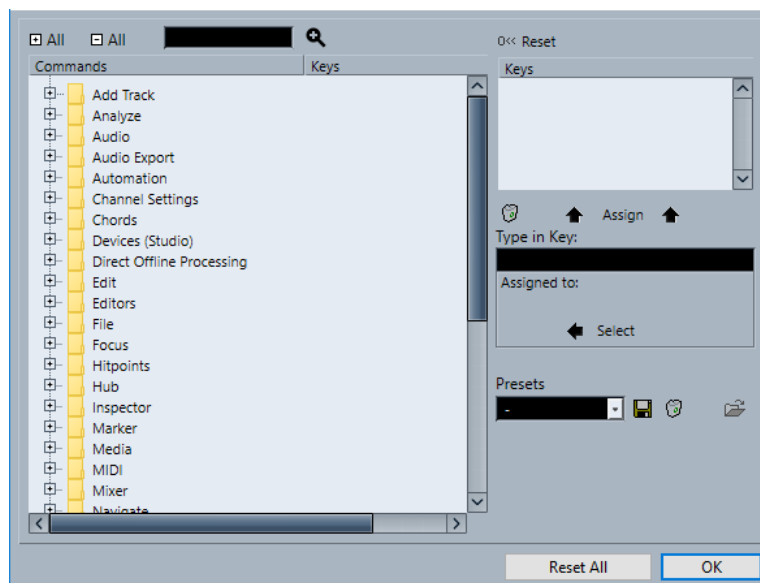 All All
0<< Reset
Commands Keys
Keys
Add Track
Analyze
Audio
Audio Export
Automation
Channel Settings
Chords
Devices (Studio)
Direct Offline Processing
Edit
Editors
File
Focus
Hitpoints
Hub
Inspector
Marker
Media
MIDI
Mixer
Navigate
Assign
Type in Key:
Assigned to:
Select
Presets
-
Reset All
OK